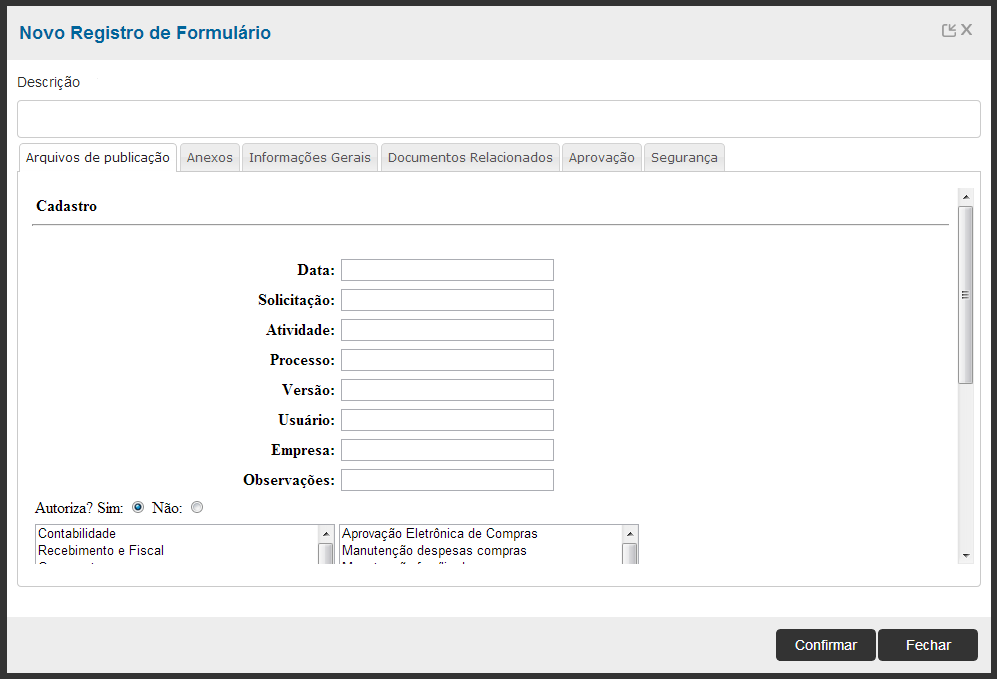 Novo Registro de Formulário
Descrição
Arquivos de publicação Anexos Informações Gerais Documentos Relacionados Aprovação Segurança
Cadastro
Data:
Solicitação:
Atividade:
Processo:
Versão:
Usuário:
Empresa:
Observações:
Autoriza? Sim: Não:
Contabilidade Aprovação Eletrônica de Compras
Recebimento e Fiscal Manutenção despesas compras
Confirmar Fechar